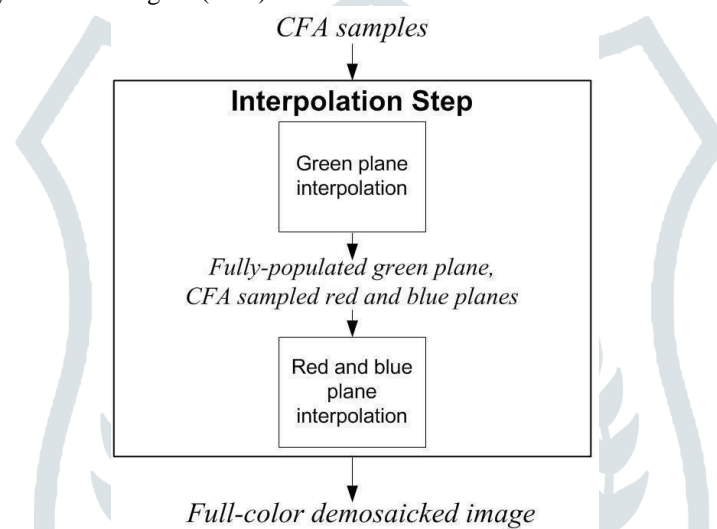 CFA samples
Interpolation Step
Green plane
interpolation
Fully-populated green plane,
CFA sampled red and blue planes
Red and blue
plane
interpolation
Full-color demosaicked image